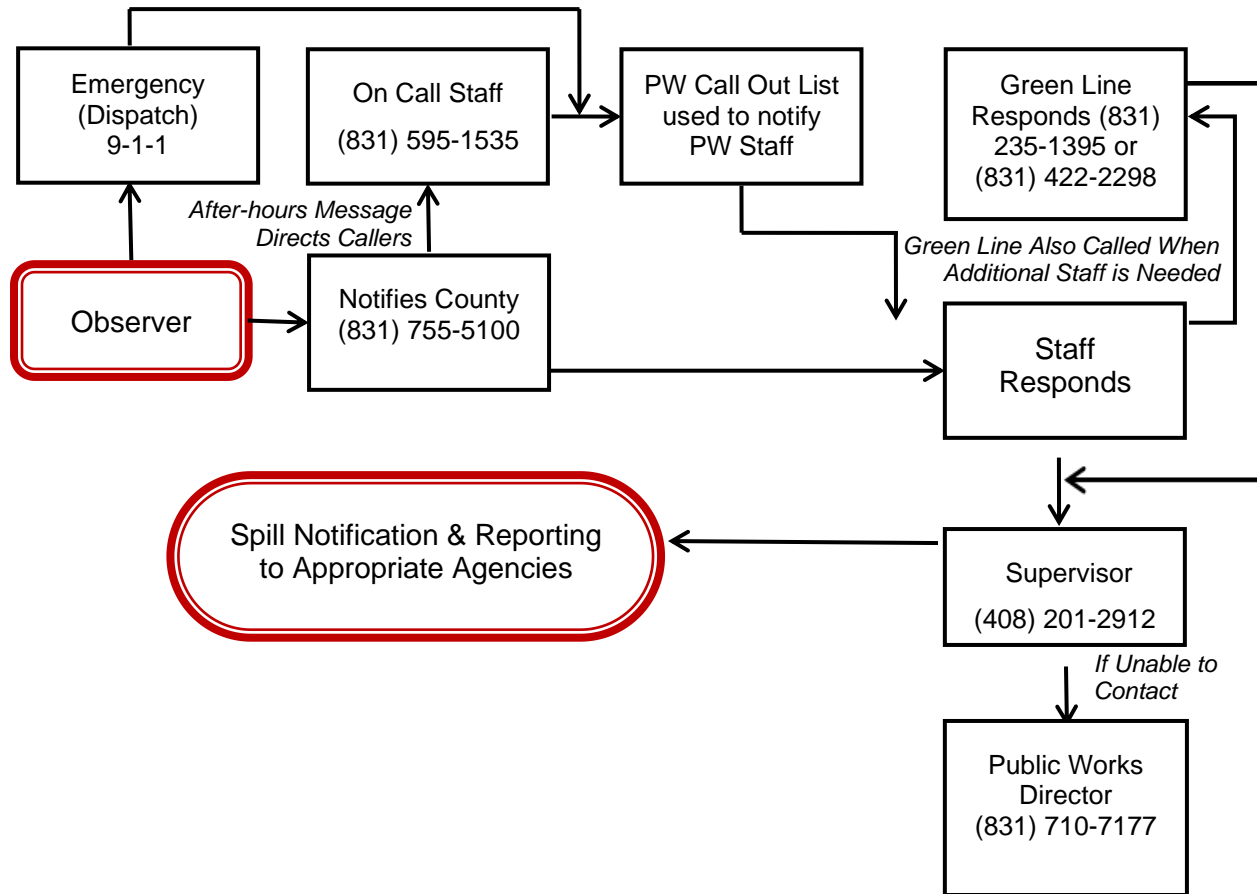 Emergency
(Dispatch)
9-1-1
On Call Staff
(831) 595-1535
PW Call Out List
used to notify
PW Staff
Green Line
Responds (831)
235-1395 or
(831) 422-2298
After-hours Message
Directs Callers
Green Line Also Called When
Additional Staff is Needed
Observer
Notifies County
(831) 755-5100
Staff
Responds
Spill Notification & Reporting
to Appropriate Agencies
Supervisor
(408) 201-2912
If Unable to
Contact
Public Works
Director
(831) 710-7177